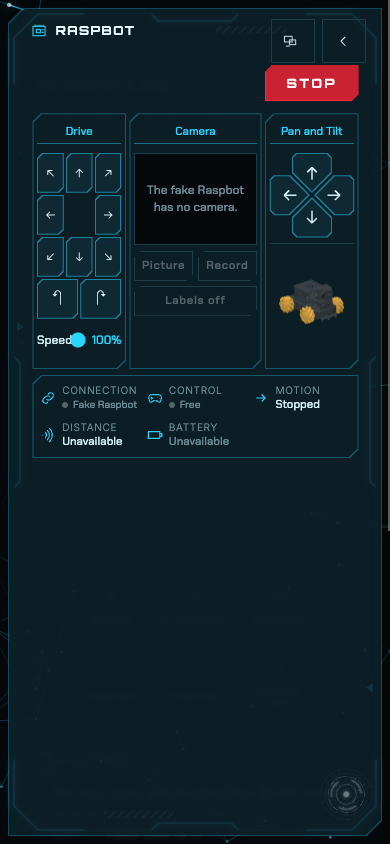 RASPBOT
STOP
Drive
Camera
Pan and Tilt
The fake Raspbot
has no camera.
Picture
Record
Labels off
Speed
100%
CONNECTION
Fake Raspbot
CONTROL
Free
MOTION
Stopped
DISTANCE
Unavailable
BATTERY
Unavailable